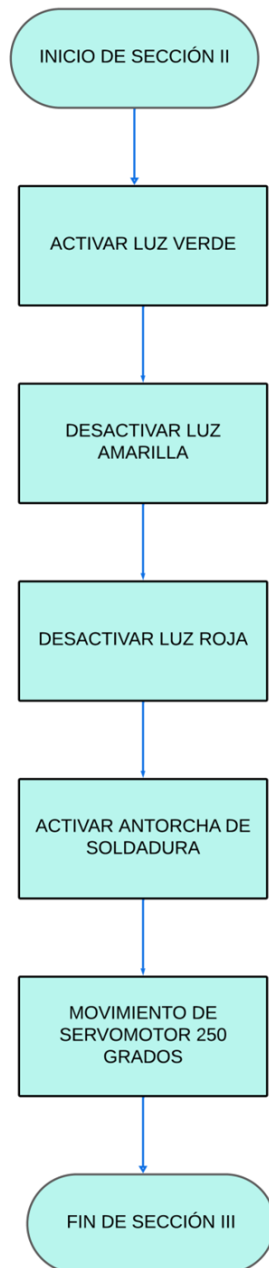 INICIO DE SECCIÓN II
ACTIVAR LUZ VERDE
DESACTIVAR LUZ
AMARILLA
DESACTIVAR LUZ ROJA
ACTIVAR ANTORCHA DE
SOLDADURA
MOVIMIENTO DE
SERVOMOTOR 250
GRADOS
FIN DE SECCIÓN III